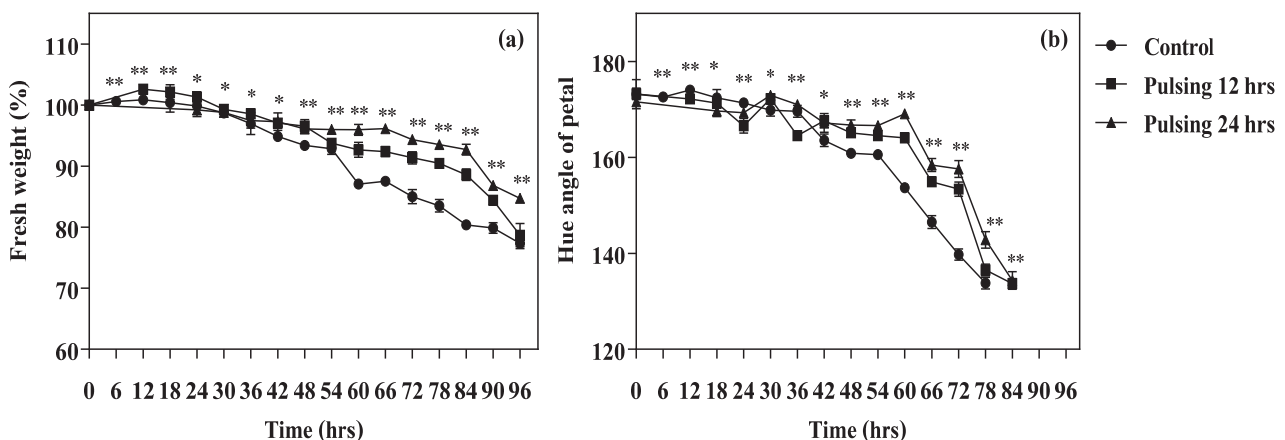 (a)
Fresh weight (%)
110
100
90
80
70
60
** ** ** * * * * ** ** ** ** ** ** ** ** **
0 6 12 18 24 30 36 42 48 54 60 66 72 78 84 90 96
Time (hrs)
(b)
Hue angle of petal
180
160
140
120
** ** * ** * ** * ** ** ** ** ** ** **
0 6 12 18 24 30 36 42 48 54 60 66 72 78 84 90 96
Time (hrs)
Control
Pulsing 12 hrs
Pulsing 24 hrs